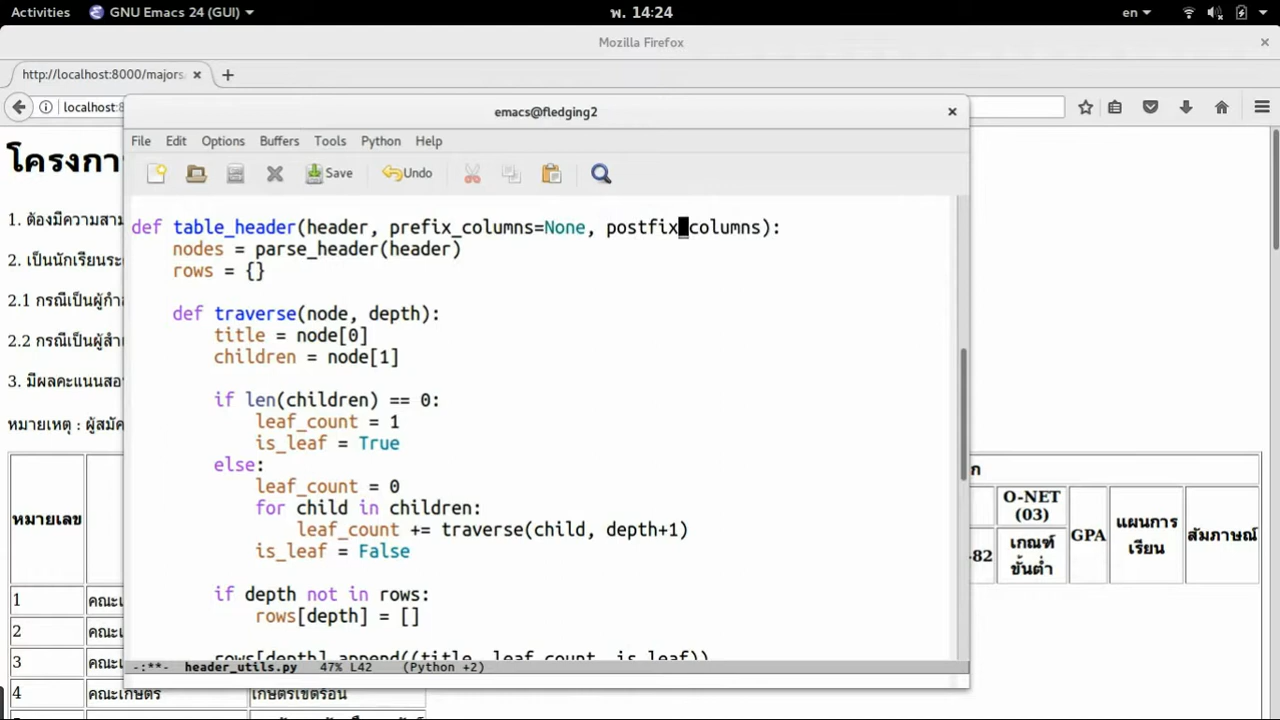 Activities GNU Emacs 24 (GUI) พ. 14:24 en
Mozilla Firefox
http://localhost:8000/majors
localhost:8
emacs@fledging2
File Edit Options Buffers Tools Python Help
Save Undo
def table_header(header, prefix_columns=None, postfix_columns):
nodes = parse_header(header)
rows = {}
def traverse(node, depth):
title = node[0]
children = node[1]
if len(children) == 0:
leaf_count = 1
is_leaf = True
else:
leaf_count = 0
for child in children:
leaf_count += traverse(child, depth+1)
is_leaf = False
if depth not in rows:
rows[depth] = []
rows[depth].append((title, leaf_count, is_leaf))
-:**- header_utils.py 47% L42 (Python +2)
โครงกา
1. ต้องมีความสาม
2. เป็นนักเรียนระ
2.1 กรณีเป็นผู้กำล
2.2 กรณีเป็นผู้สำเ
3. มีผลคะแนนสอ
หมายเหตุ : ผู้สมัค
หมายเลข
O-NET
(03)
-82
เกณฑ์
ขั้นต่ำ
GPA
แผนการ
เรียน
สัมภาษณ์
1 คณะเ
2 คณะเ
3 คณะเ
4 คณะเกษตร เกษตรเขตร้อน